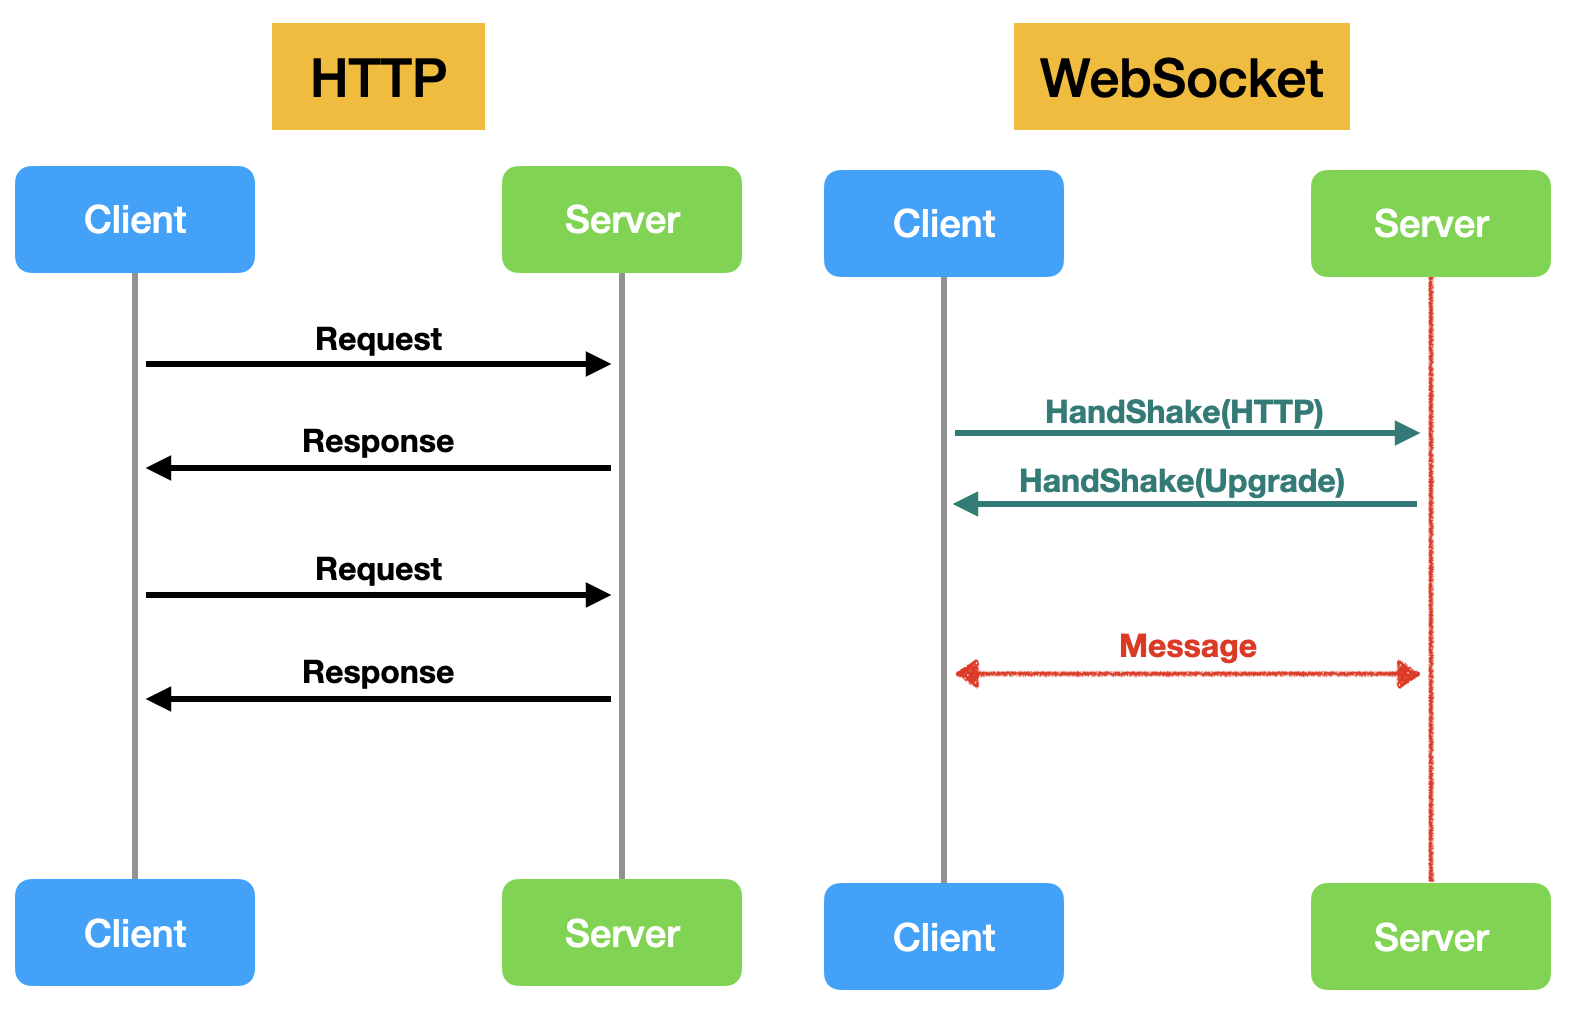 HTTP
Client
Server
Request
Response
Request
Response
Client
Server
WebSocket
Client
Server
HandShake(HTTP)
HandShake(Upgrade)
Message
Client
Server